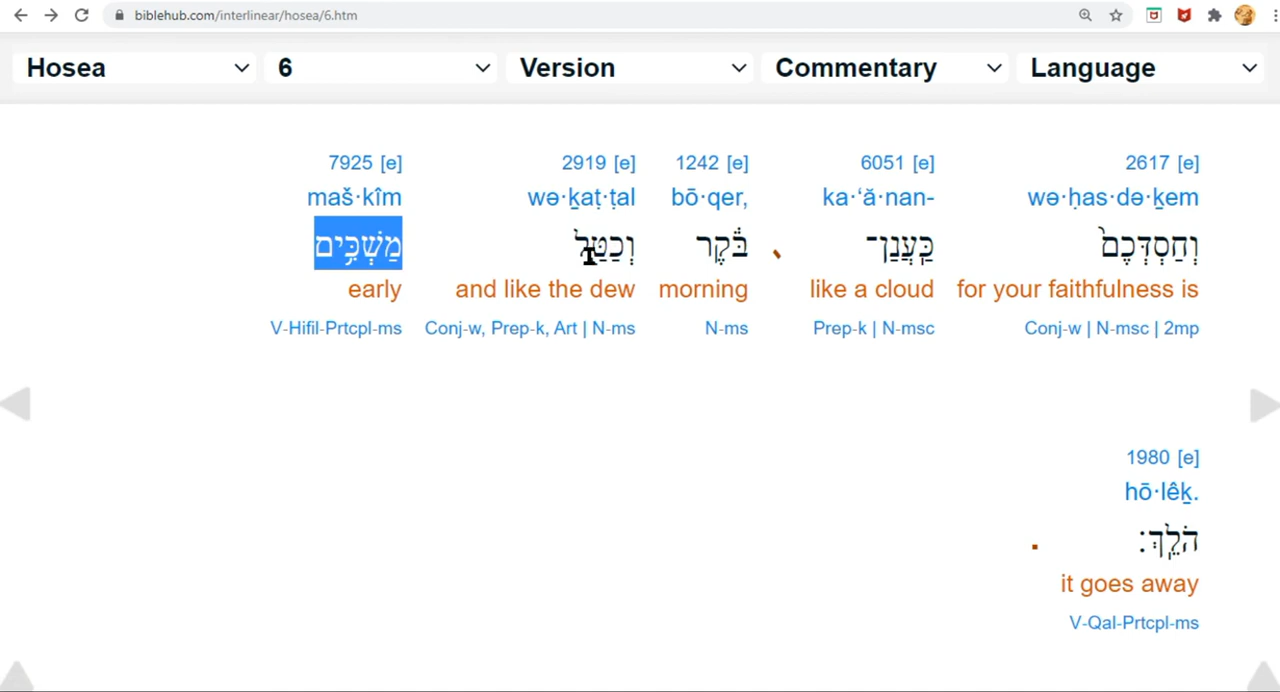 biblehub.com/interlinear/hosea/6.htm
Hosea 6 Version Commentary Language
7925 [e] 2919 [e] 1242 [e] 6051 [e] 2617 [e]
maš·kîm wə·ḵaṭ·ṭal bō·qer, ka·‘ă·nan- wə·ḥas·də·ḵem
וְחַסְדְּכֶם֙ כַּֽעֲנַן־ בֹּ֔קֶר וְכַטַּ֖ל מַשְׁכִּ֥ים
early and like the dew morning like a cloud for your faithfulness is
V-Hifil-Prtcpl-ms Conj-w, Prep-k, Art | N-ms N-ms Prep-k | N-msc Conj-w | N-msc | 2mp
1980 [e]
hō·lêḵ.
הֹלֵֽךְ׃
it goes away
V-Qal-Prtcpl-ms